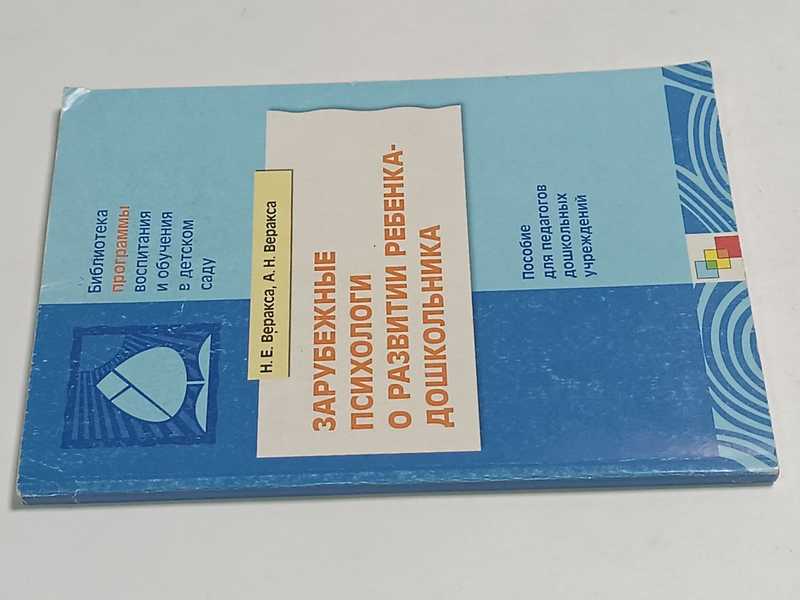 Библиотека
программы
воспитания
и обучения
в детском
саду
Н. Е. Веракса, А. Н. Веракса
ЗАРУБЕЖНЫЕ
ПСИХОЛОГИ
О РАЗВИТИИ РЕБЕНКА-
ДОШКОЛЬНИКА
Пособие
для педагогов
дошкольных
учреждений